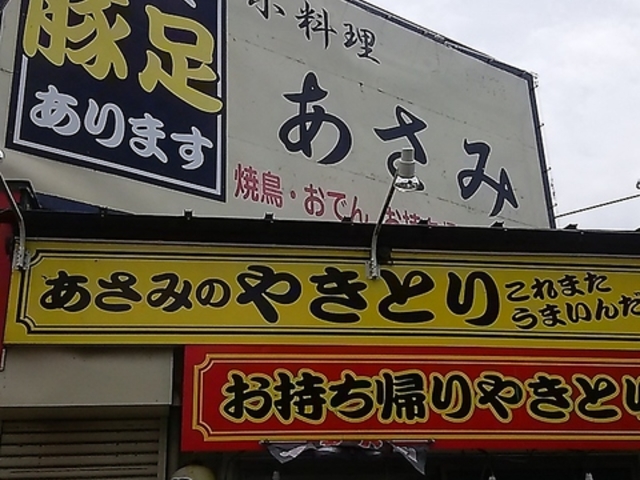 豚足
あります
料理
あさみ
焼鳥・おでん
あさみのやきとり
これまた
うまいんだ
お持ち帰りやきとり